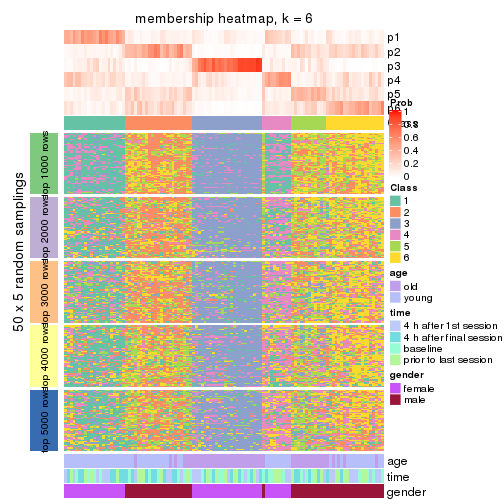 membership heatmap, k = 6
p1
p2
p3
p4
p5
p6
Prob
1
0.8
0.6
0.4
0.2
0
Class
1
2
3
4
5
6
age
old
young
time
4 h after 1st session
4 h after final session
baseline
prior to last session
gender
female
male
50 x 5 random samplings
top 1000 rows
top 2000 rows
top 3000 rows
top 4000 rows
top 5000 rows
age
time
gender